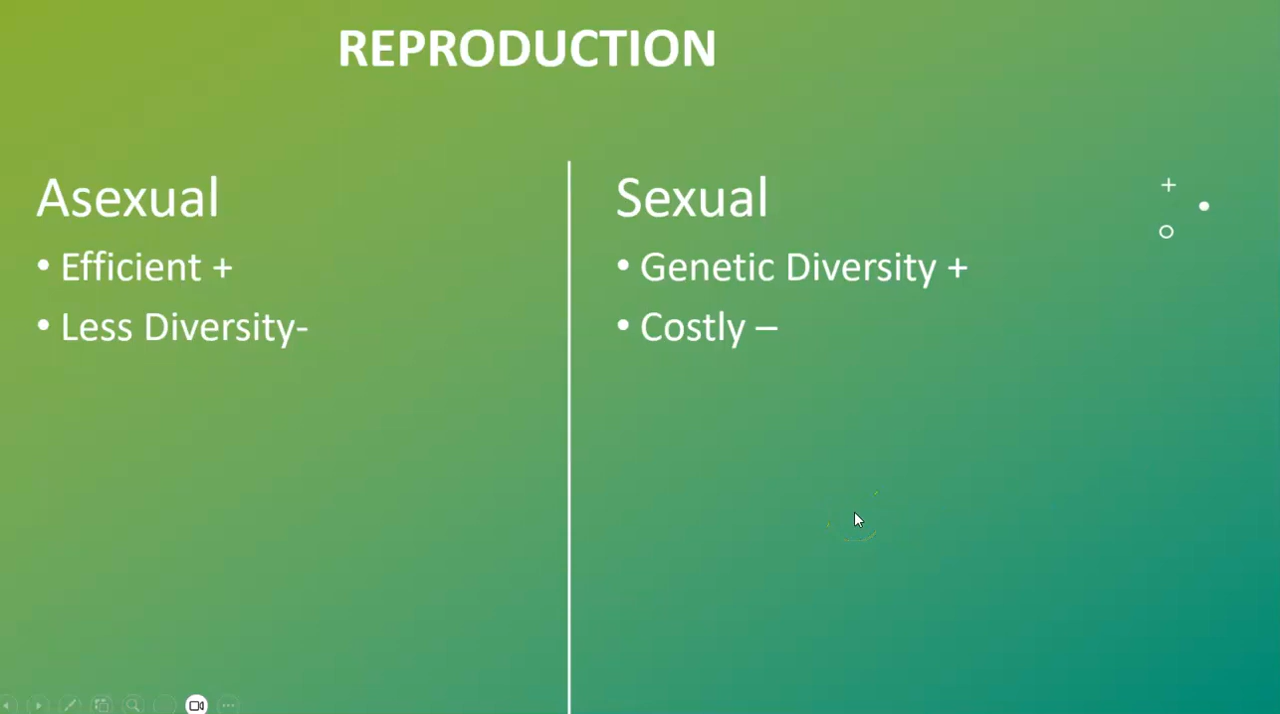 REPRODUCTION
Asexual
• Efficient +
• Less Diversity-
Sexual
• Genetic Diversity +
• Costly –